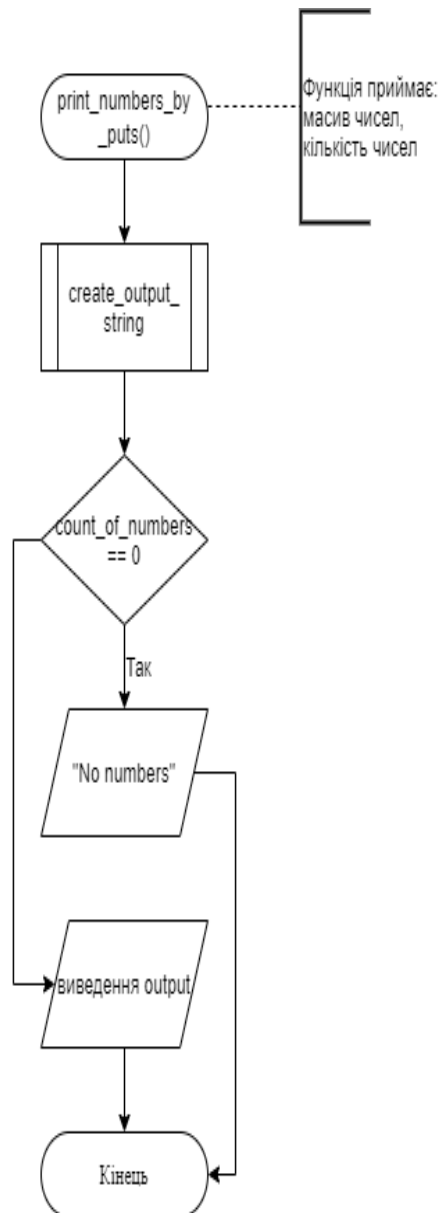 print_numbers_by
_puts()
Функція приймає:
масив чисел,
кількість чисел
create_output_
string
count_of_numbers
== 0
Так
"No numbers"
виведення output
Кінець